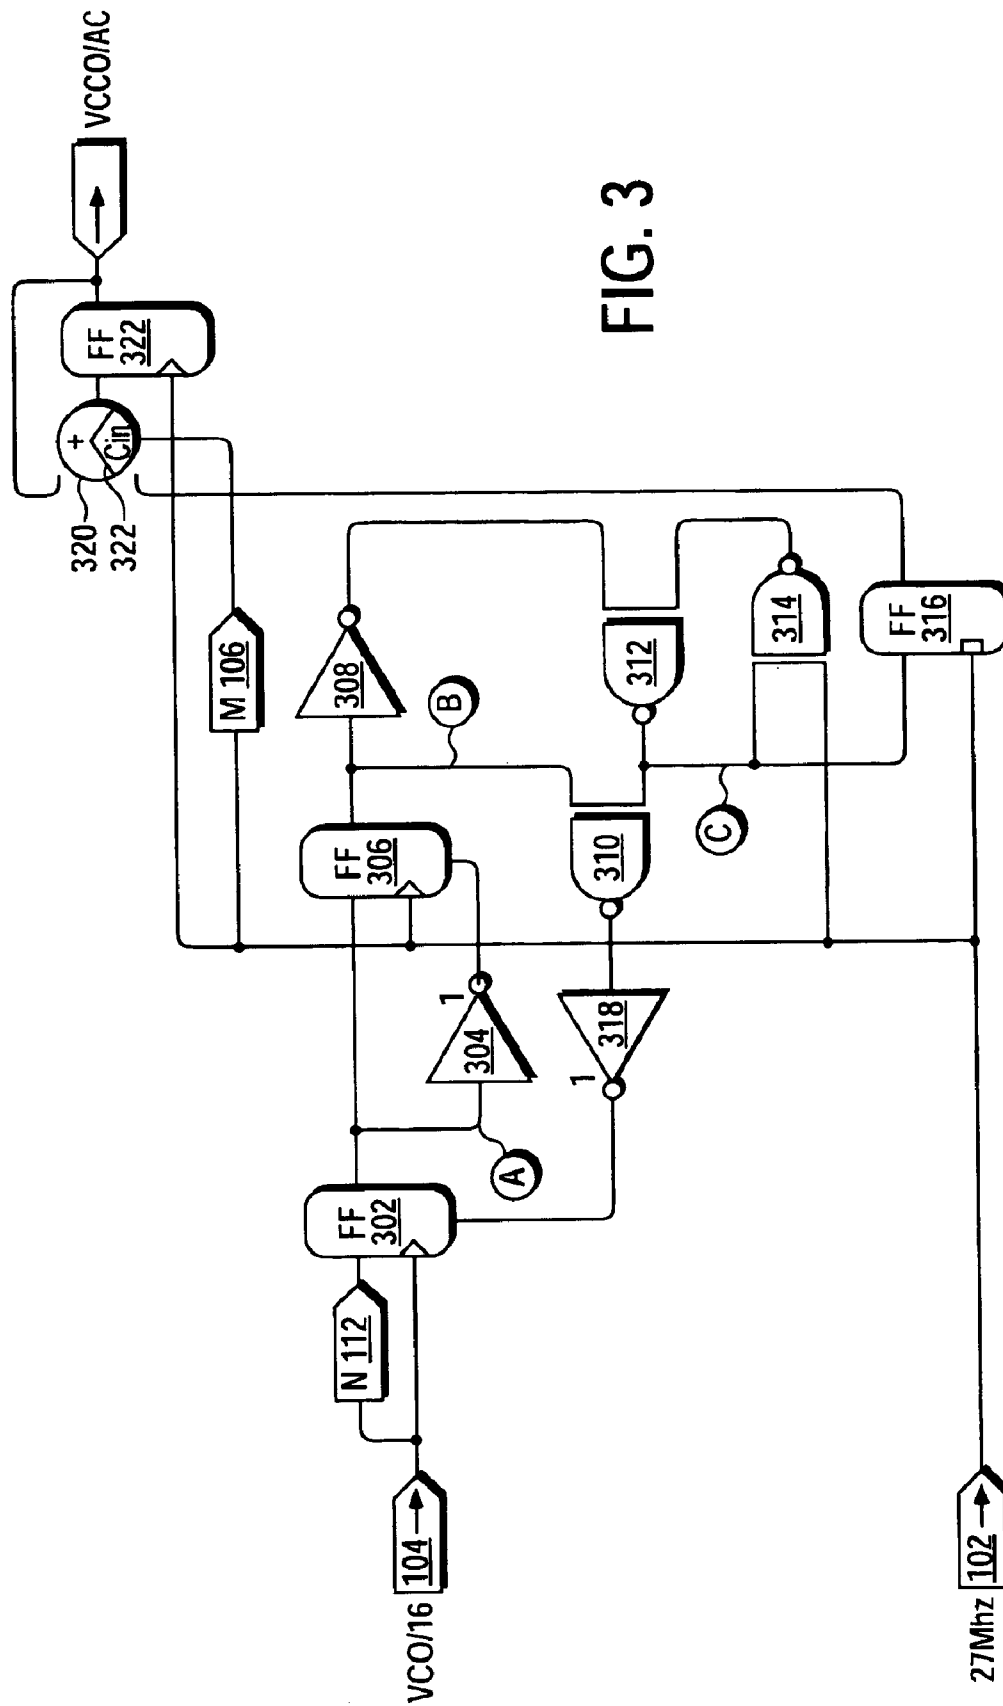 VCCO/AC
FF
322
+
Cin
320
322
M 106
308
B
FF
306
312
314
FF
316
310
C
1
304
318
1
A
FF
302
N 112
VCO/16
104
27Mhz
102
FIG. 3